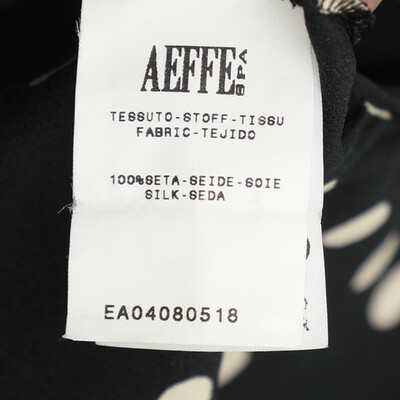 AEFFE SPA
TESSUTO-STOFF-TISSU
FABRIC-TEJIDO
100%SETA-SEIDE-SOIE
SILK-SEDA
EA04080518